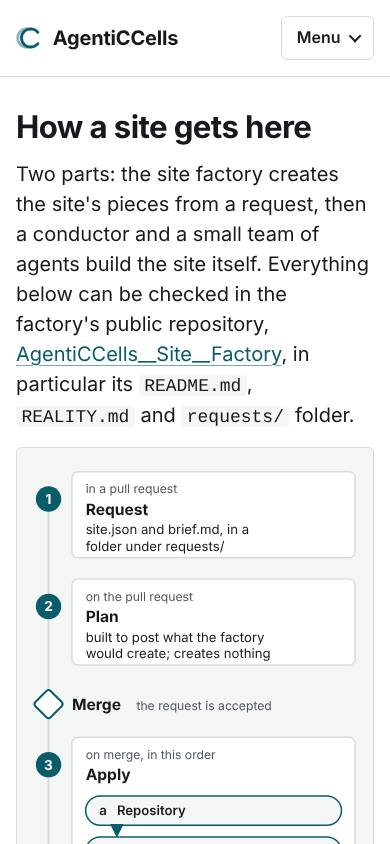 AgentiCCells
Menu
How a site gets here
Two parts: the site factory creates
the site's pieces from a request, then
a conductor and a small team of
agents build the site itself. Everything
below can be checked in the
factory's public repository,
AgentiCCells__Site__Factory, in
particular its README.md,
REALITY.md and requests/ folder.
1
in a pull request
Request
site.json and brief.md, in a
folder under requests/
2
on the pull request
Plan
built to post what the factory
would create; creates nothing
Merge the request is accepted
3
on merge, in this order
Apply
a Repository